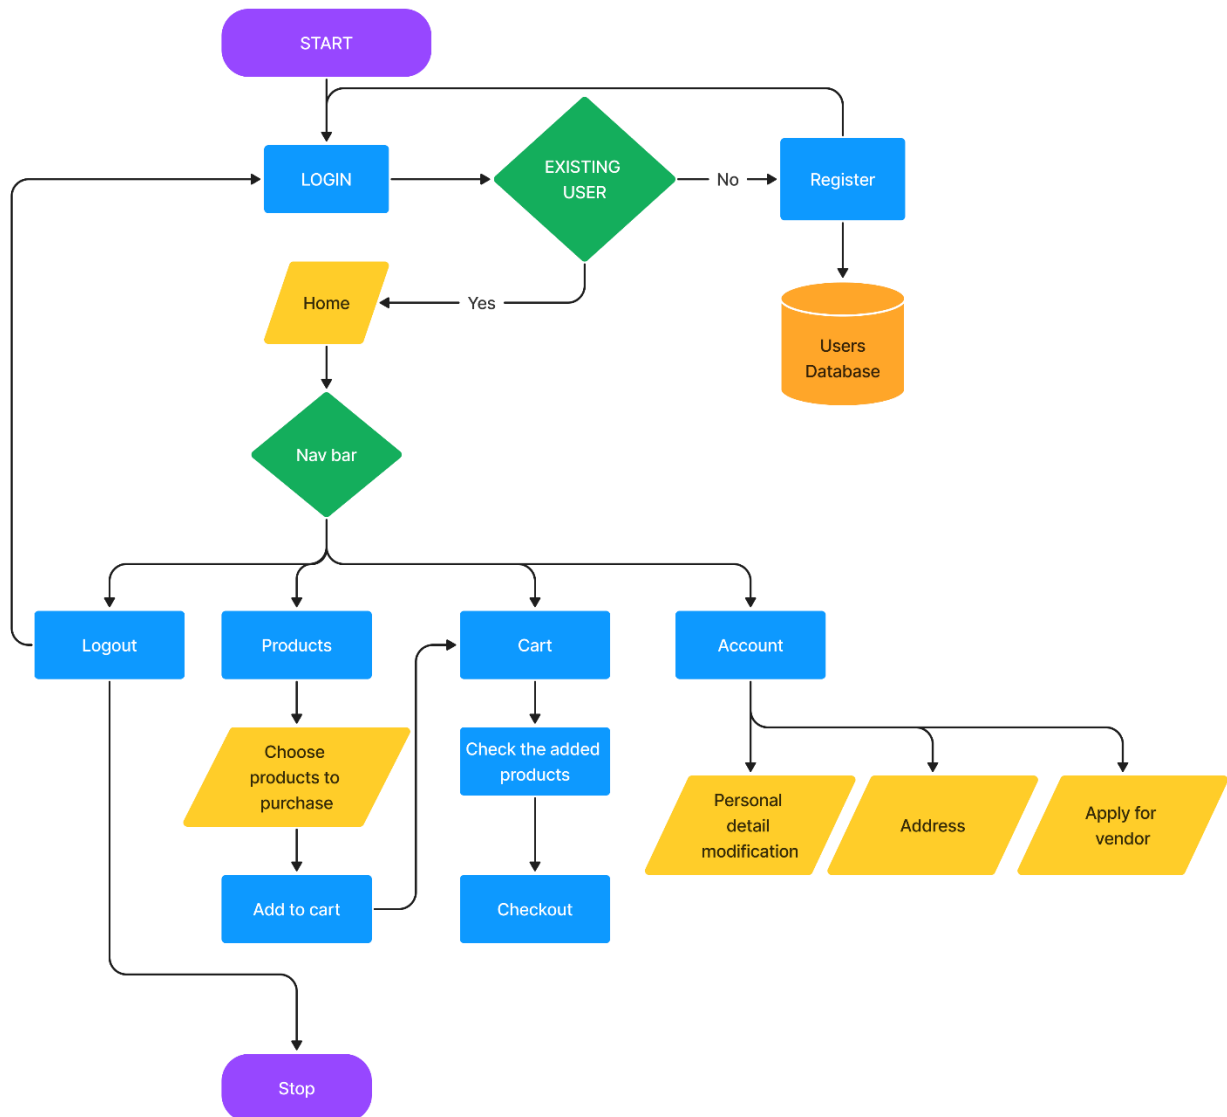 START
LOGIN
EXISTING
USER
No
Register
Home
Yes
Users
Database
Nav bar
Logout
Products
Cart
Account
Choose
products to
purchase
Check the added
products
Personal
detail
modification
Address
Apply for
vendor
Add to cart
Checkout
Stop